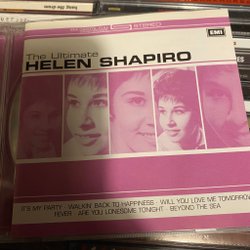 STEREO
EMI
The Ultimate
HELEN SHAPIRO
IT'S MY PARTY · WALKIN' BACK TO HAPPINESS · WILL YOU LOVE ME TOMORROW
FEVER · ARE YOU LONESOME TONIGHT · BEYOND THE SEA